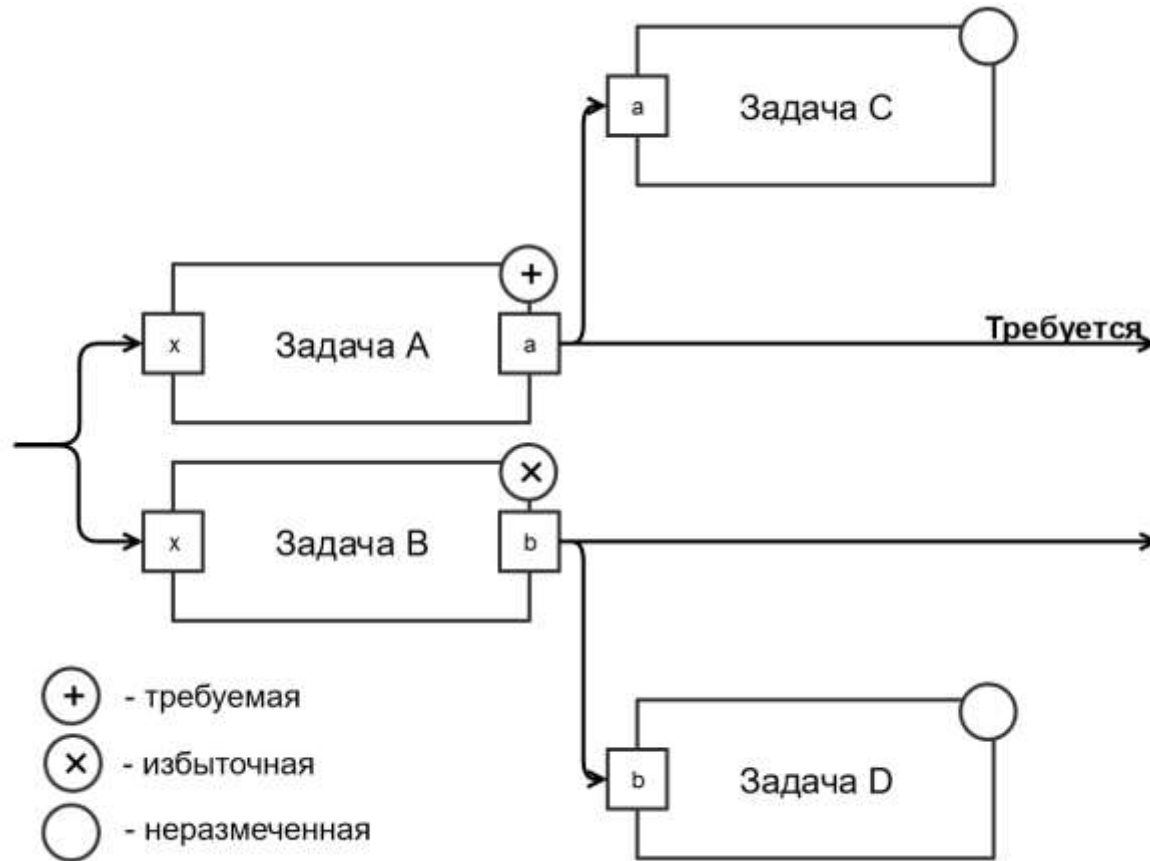 a
Задача C
+
x
Задача A
a
Требуется
×
x
Задача B
b
+ - требуемая
b
Задача D
× - избыточная
- неразмеченная